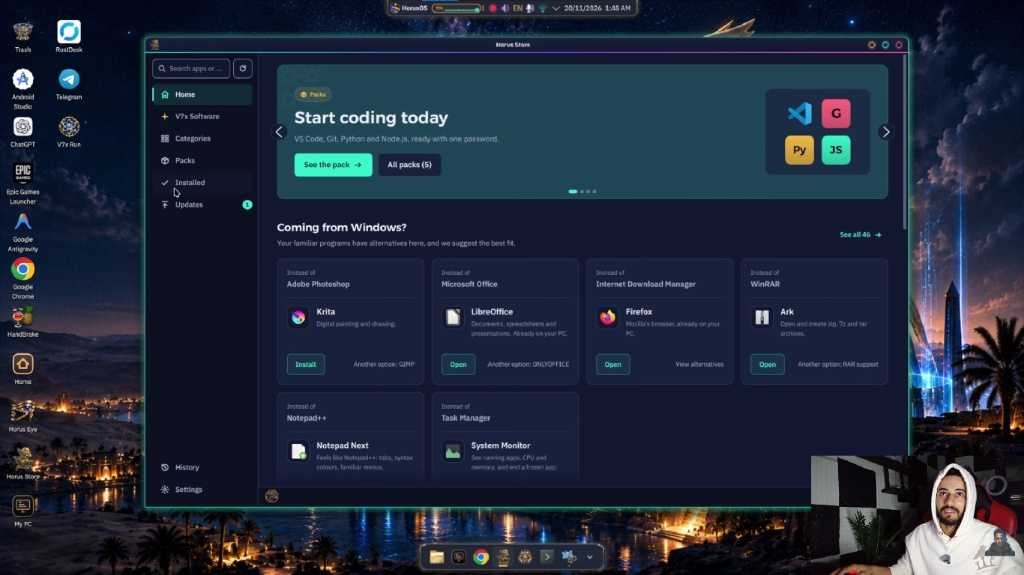 HorusOS
EN
20/11/2026 1:48 AM
Trash
RustDesk
Android
Studio
Telegram
ChatGPT
V7x Run
EPIC
GAMES
Epic Games
Launcher
Google
Antigravity
Google
Chrome
HandBrake
Home
Horus Eye
Horus Store
My PC
Horus Store
Search apps or ...
Home
V7x Software
Categories
Packs
Installed
Updates
1
History
Settings
Packs
Start coding today
VS Code, Git, Python and Node.js, ready with one password.
See the pack →
All packs (5)
G
Py
JS
Coming from Windows?
Your familiar programs have alternatives here, and we suggest the best fit.
See all 46 →
Instead of
Adobe Photoshop
Krita
Digital painting and drawing.
Install
Another option: GIMP
Instead of
Microsoft Office
LibreOffice
Documents, spreadsheets and
presentations. Already on your PC.
Open
Another option: ONLYOFFICE
Instead of
Internet Download Manager
Firefox
Mozilla's browser, already on your
PC.
Open
View alternatives
Instead of
WinRAR
Ark
Open and create zip, 7z and tar
archives.
Open
Another option: RAR support
Instead of
Notepad++
Notepad Next
Feels like Notepad++: tabs, syntax
colours, familiar menus.
Instead of
Task Manager
System Monitor
See running apps, CPU and
memory, and end a frozen app.